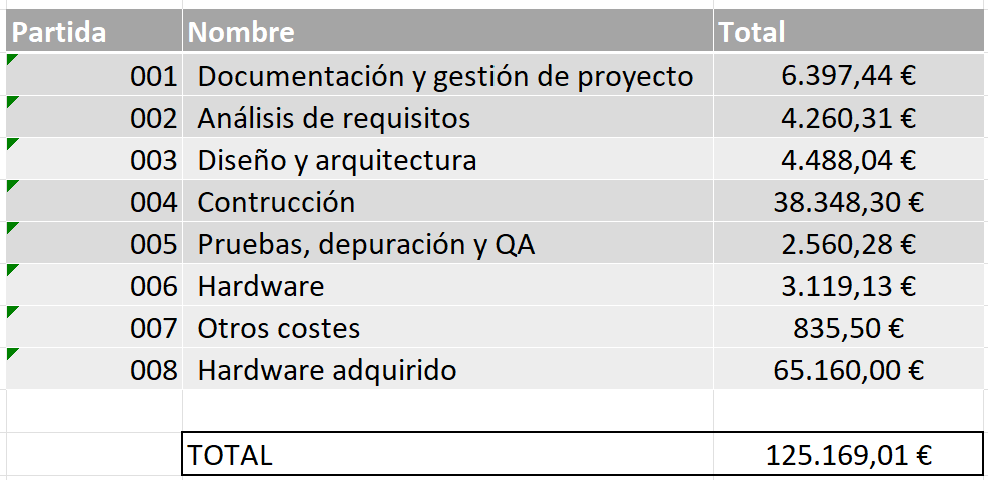 Partida Nombre Total
001 Documentación y gestión de proyecto 6.397,44 €
002 Análisis de requisitos 4.260,31 €
003 Diseño y arquitectura 4.488,04 €
004 Contrucción 38.348,30 €
005 Pruebas, depuración y QA 2.560,28 €
006 Hardware 3.119,13 €
007 Otros costes 835,50 €
008 Hardware adquirido 65.160,00 €
TOTAL 125.169,01 €